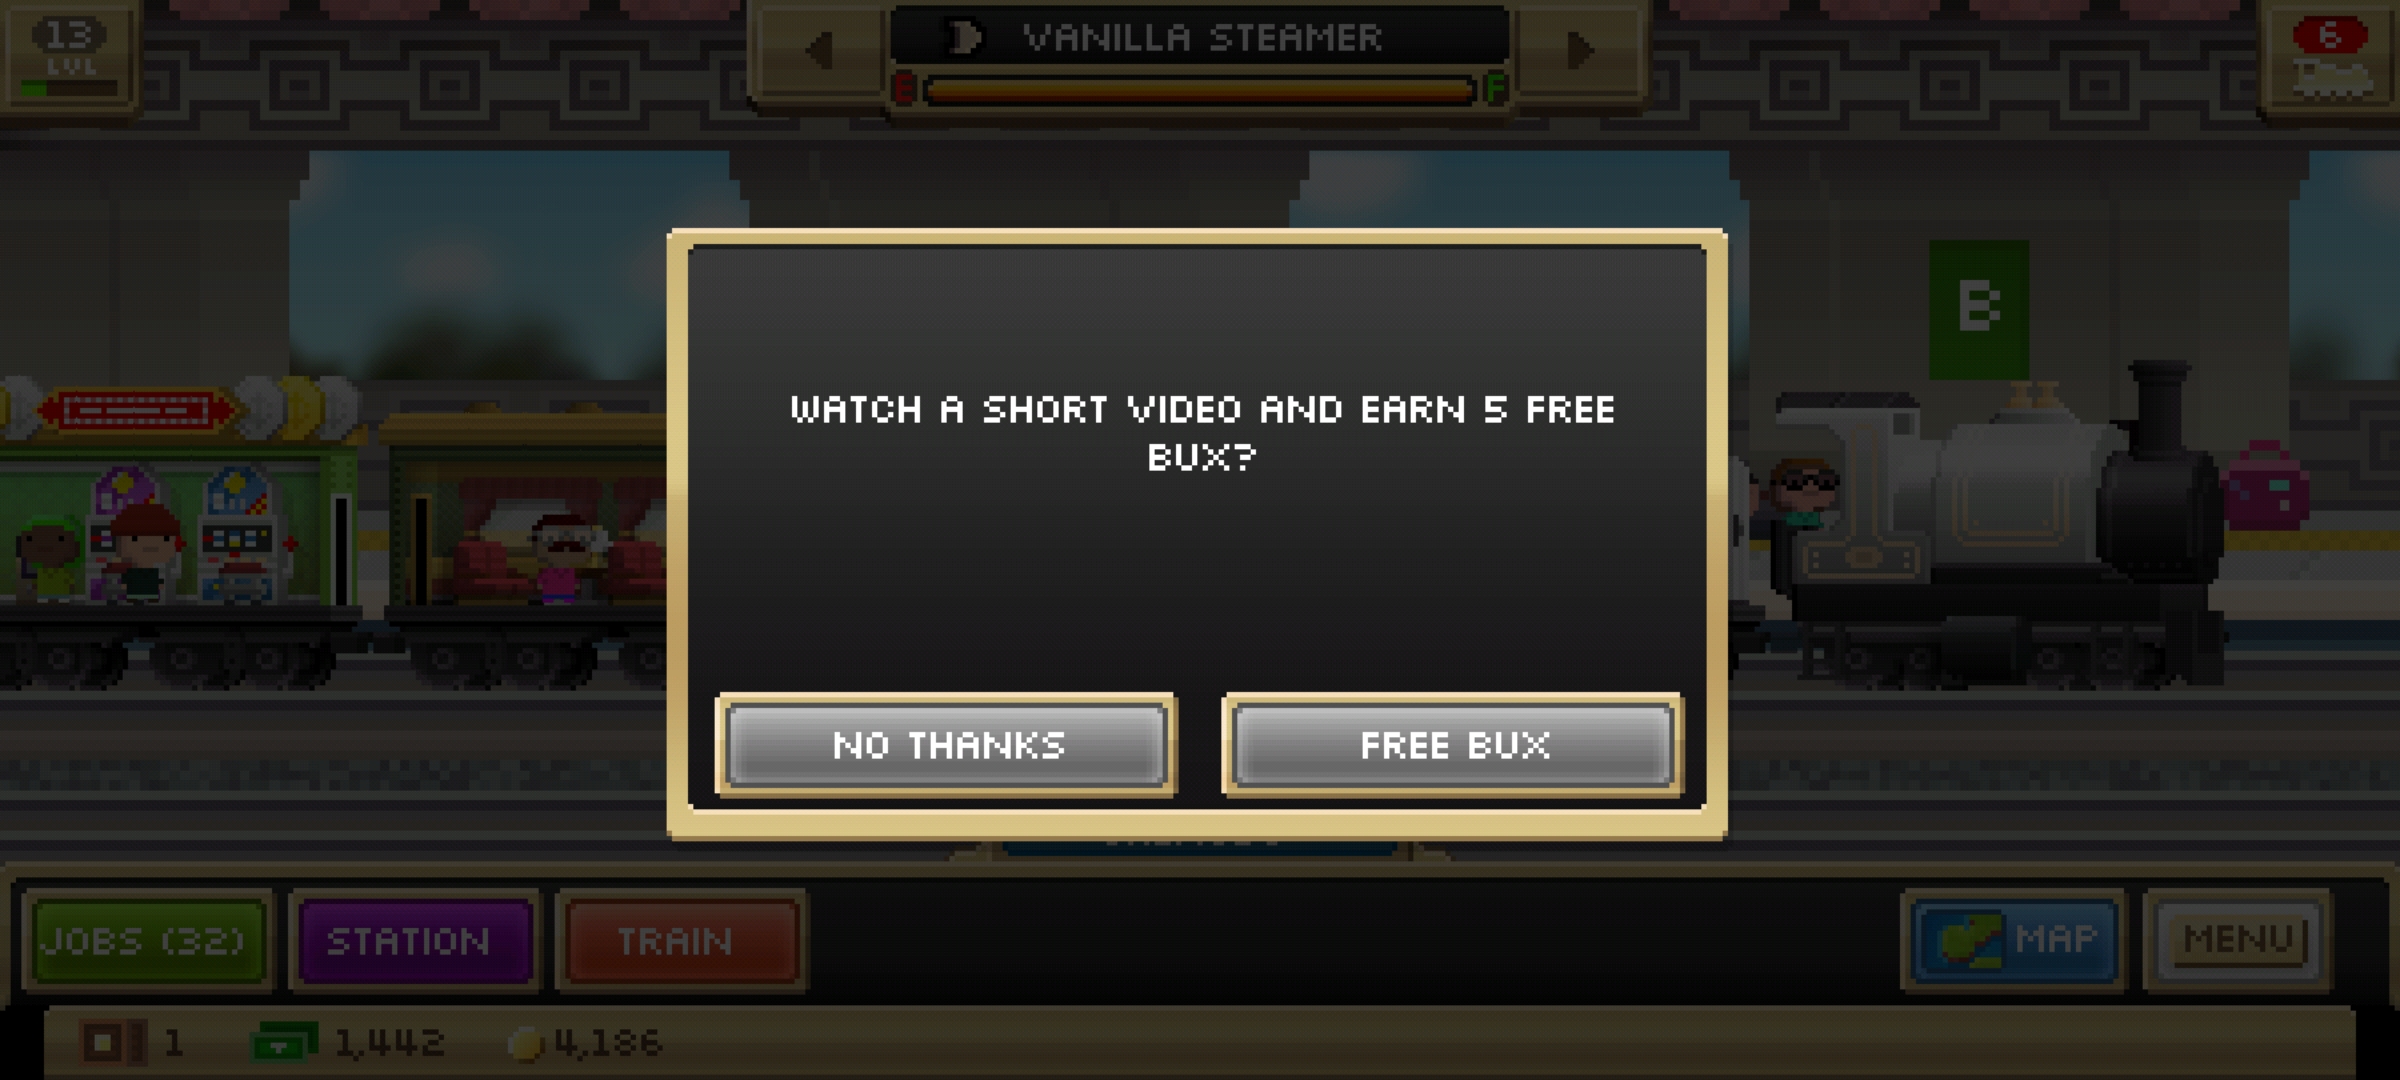 13
LVL
VANILLA STEAMER
E F
6
B
WATCH A SHORT VIDEO AND EARN 5 FREE
BUX?
NO THANKS
FREE BUX
JOBS (32)
STATION
TRAIN
MAP
MENU
1
1,442
4,186